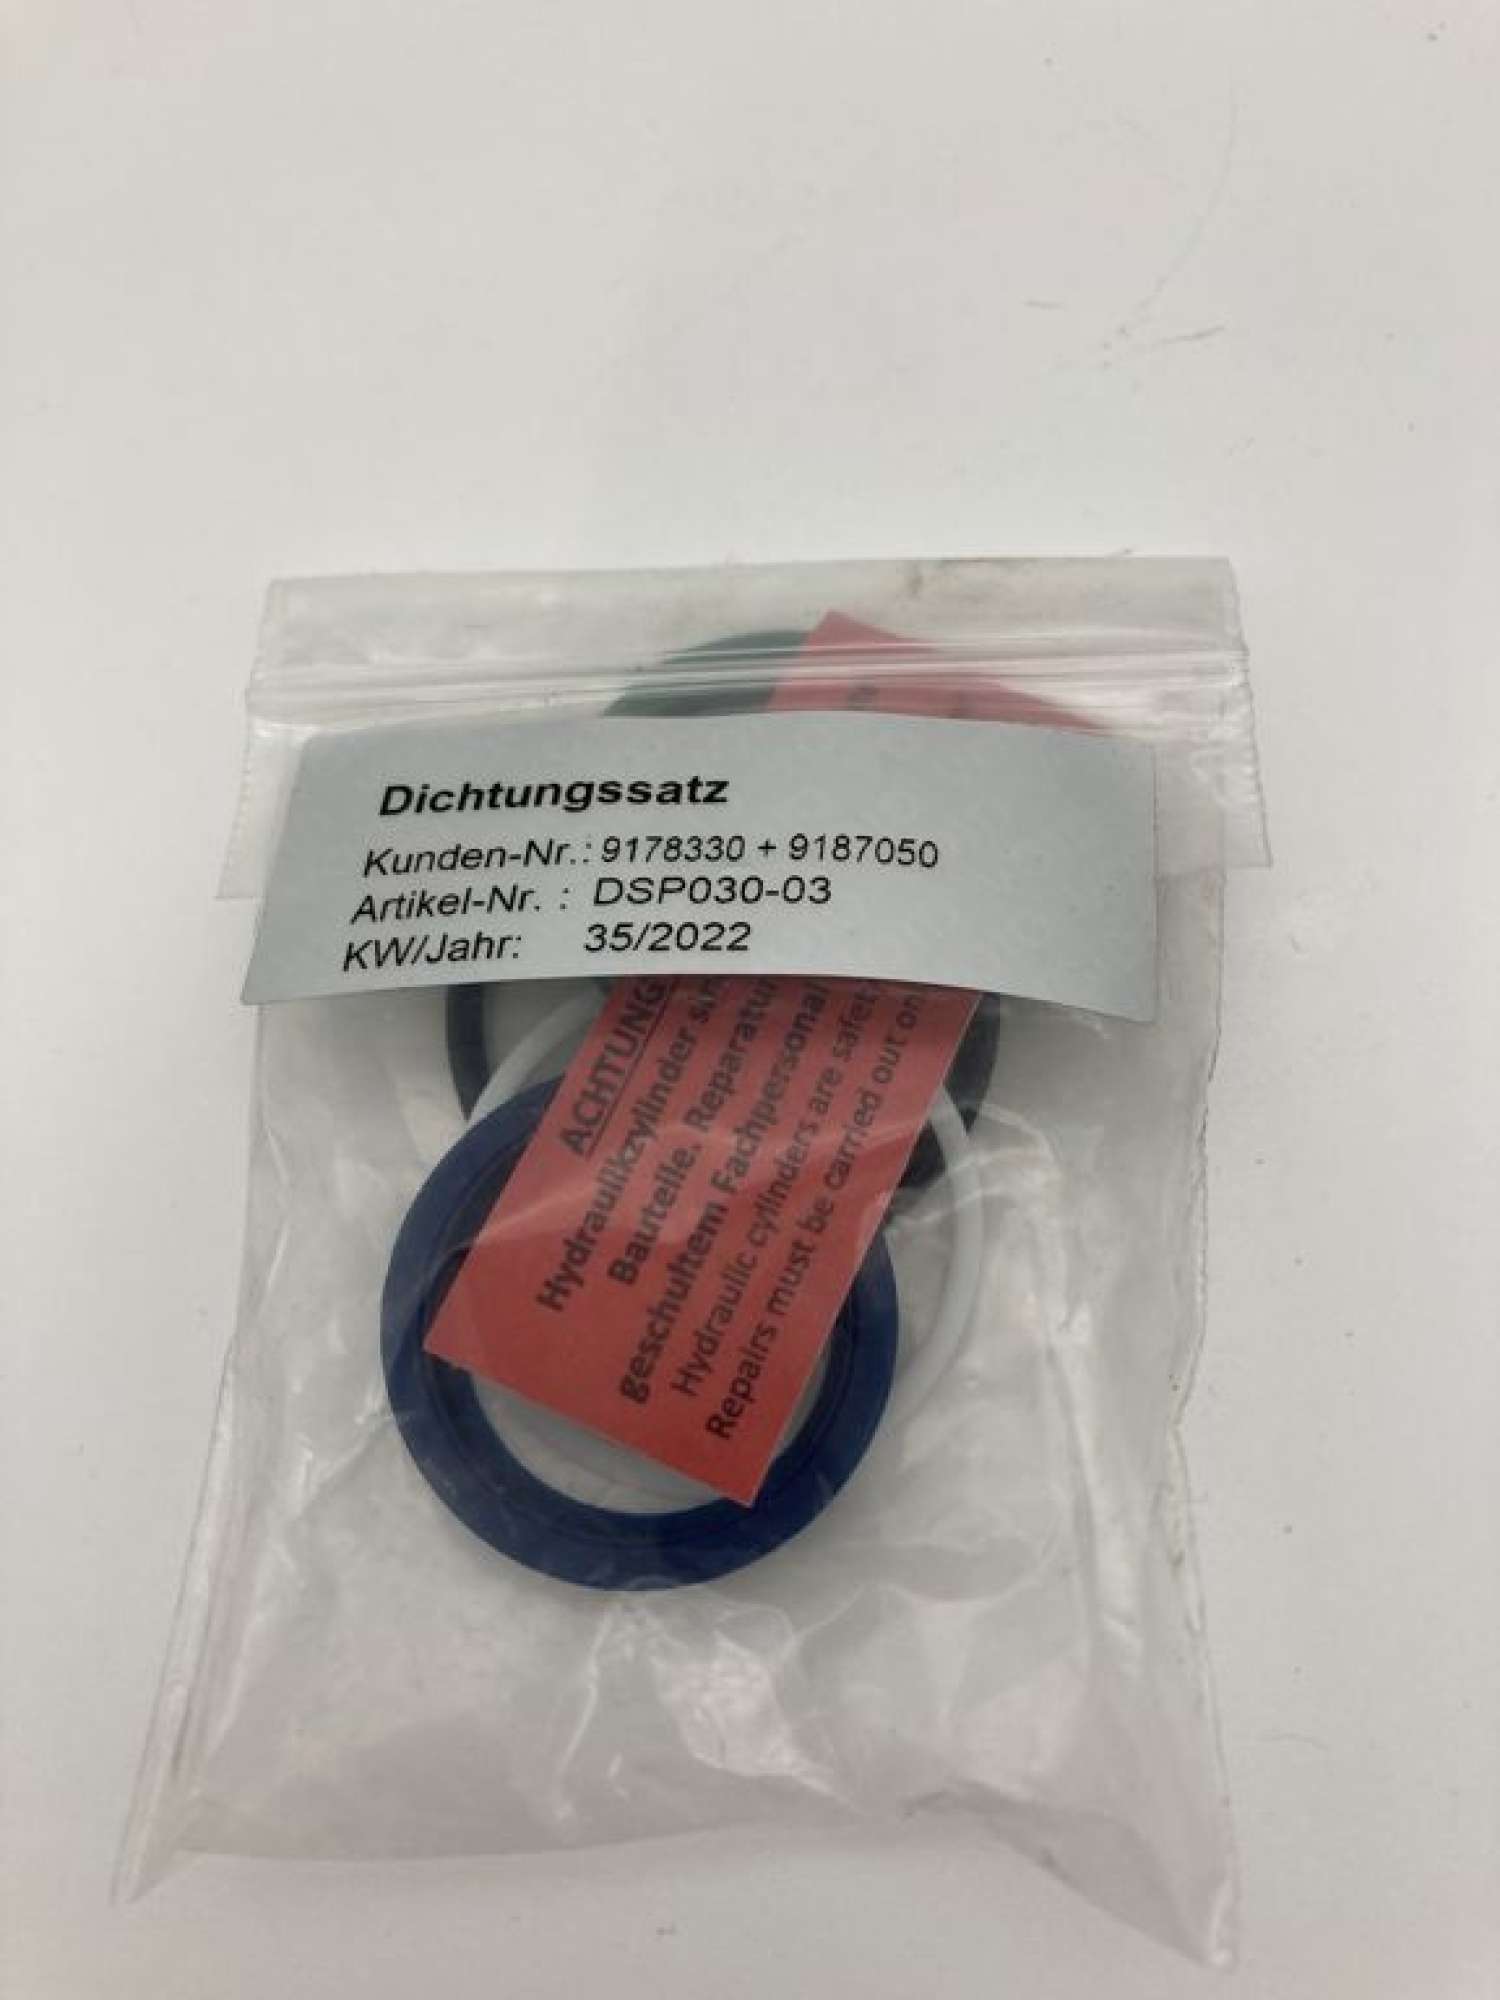 Dichtungssatz
Kunden-Nr.: 9178330 + 9187050
Artikel-Nr. : DSP030-03
KW/Jahr: 35/2022
ACHTUNG
Hydraulikzylinder
Bauteile. Reparatur
geschultem Fachpersonal
Hydraulic cylinders are safet
Repairs must be carried out on